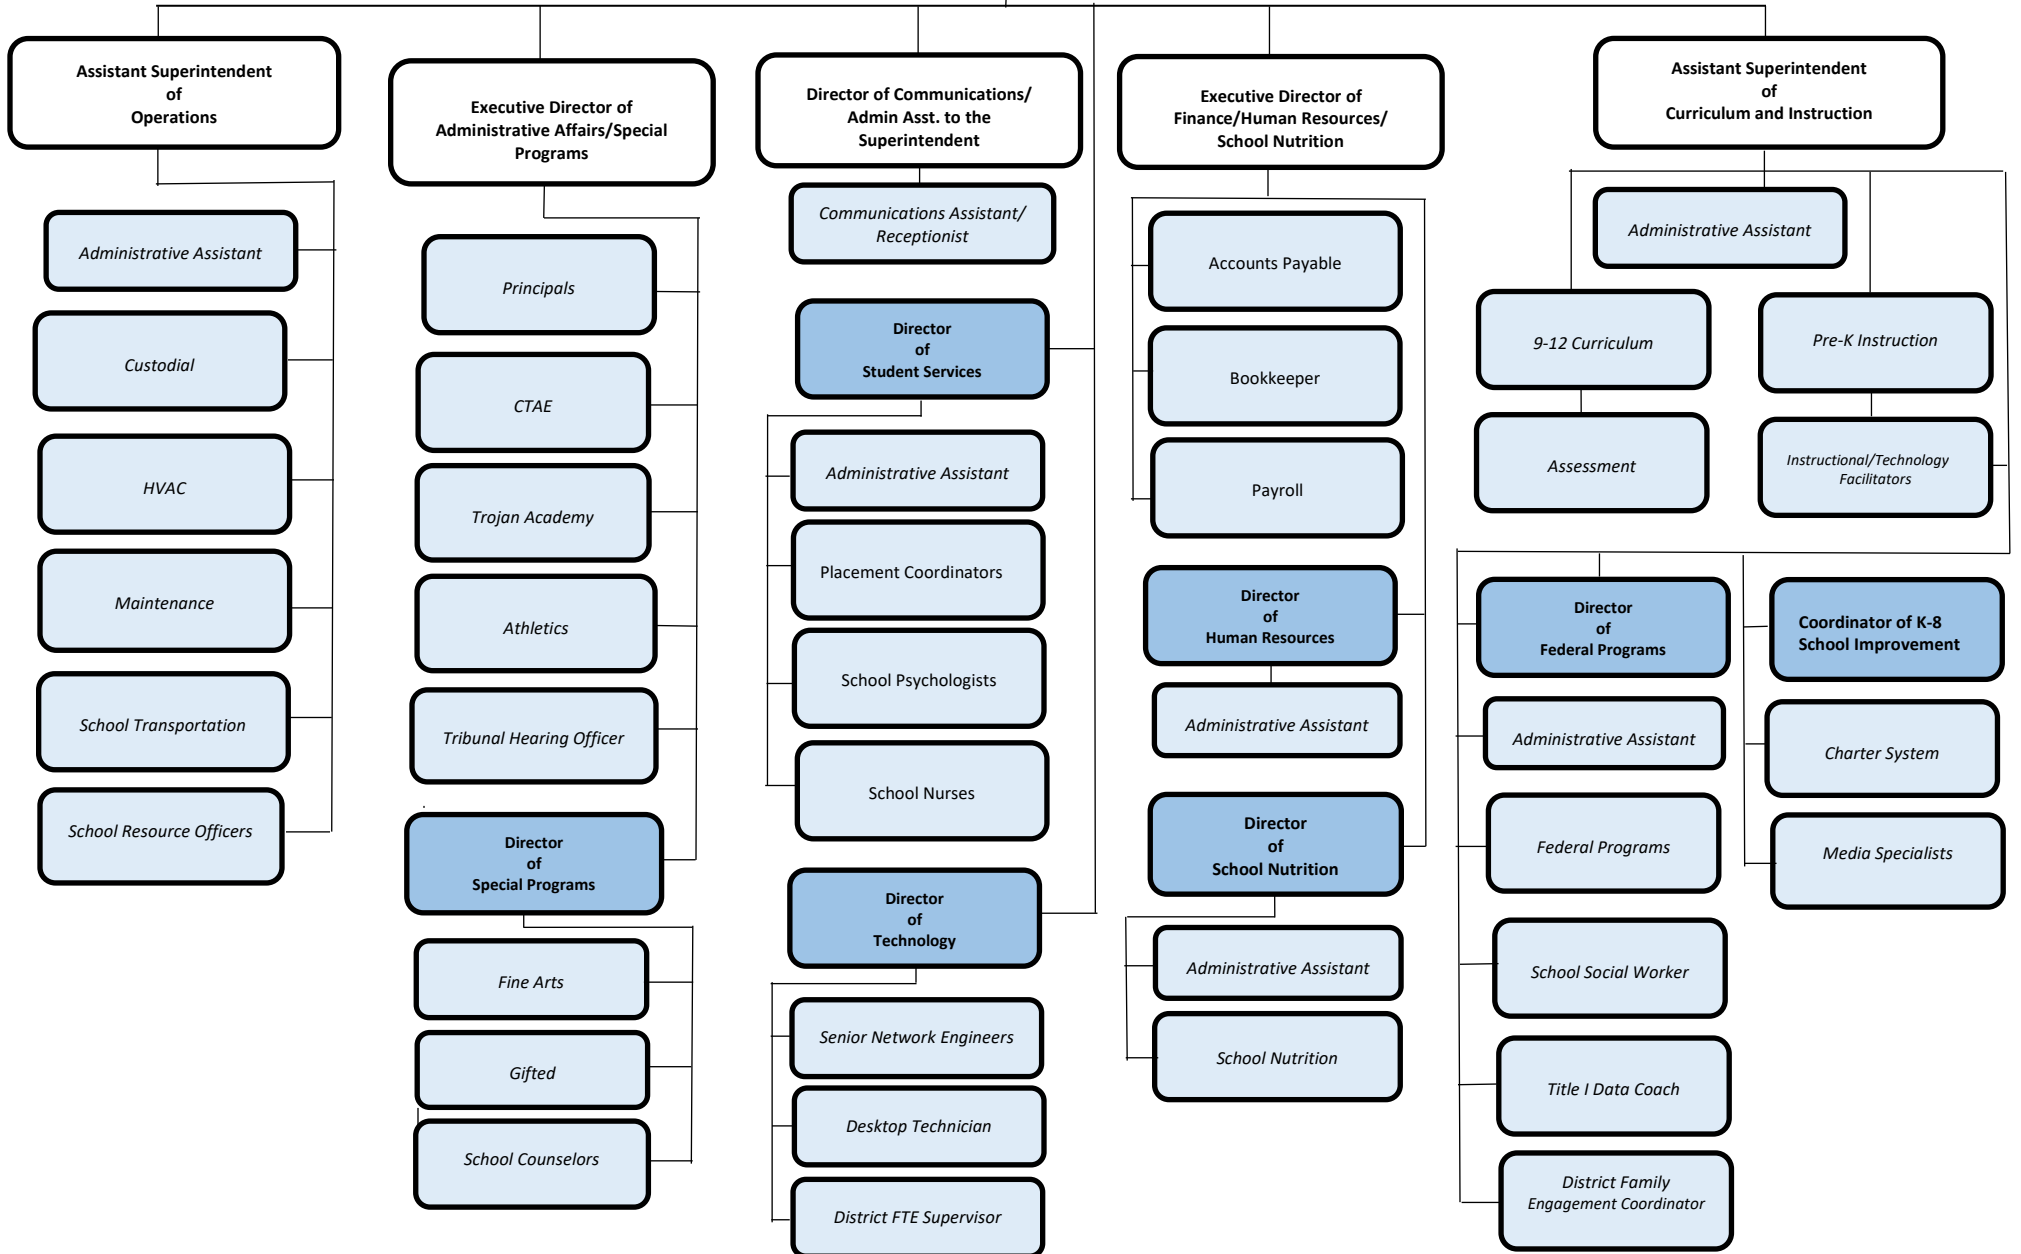 Assistant Superintendent
of
Operations
Administrative Assistant
Custodial
HVAC
Maintenance
School Transportation
School Resource Officers
Executive Director of
Administrative Affairs/Special
Programs
Principals
CTAE
Trojan Academy
Athletics
Tribunal Hearing Officer
.
Director
of
Special Programs
Fine Arts
Gifted
School Counselors
Director of Communications/
Admin Asst. to the
Superintendent
Communications Assistant/
Receptionist
Director
of
Student Services
Administrative Assistant
Placement Coordinators
School Psychologists
School Nurses
Director
of
Technology
Senior Network Engineers
Desktop Technician
District FTE Supervisor
Executive Director of
Finance/Human Resources/
School Nutrition
Accounts Payable
Bookkeeper
Payroll
Director
of
Human Resources
Administrative Assistant
Director
of
School Nutrition
Administrative Assistant
School Nutrition
Assistant Superintendent
of
Curriculum and Instruction
Administrative Assistant
9-12 Curriculum
Assessment
Pre-K Instruction
Instructional/Technology
Facilitators
Director
of
Federal Programs
Administrative Assistant
Federal Programs
School Social Worker
Title I Data Coach
District Family
Engagement Coordinator
Coordinator of K-8
School Improvement
Charter System
Media Specialists